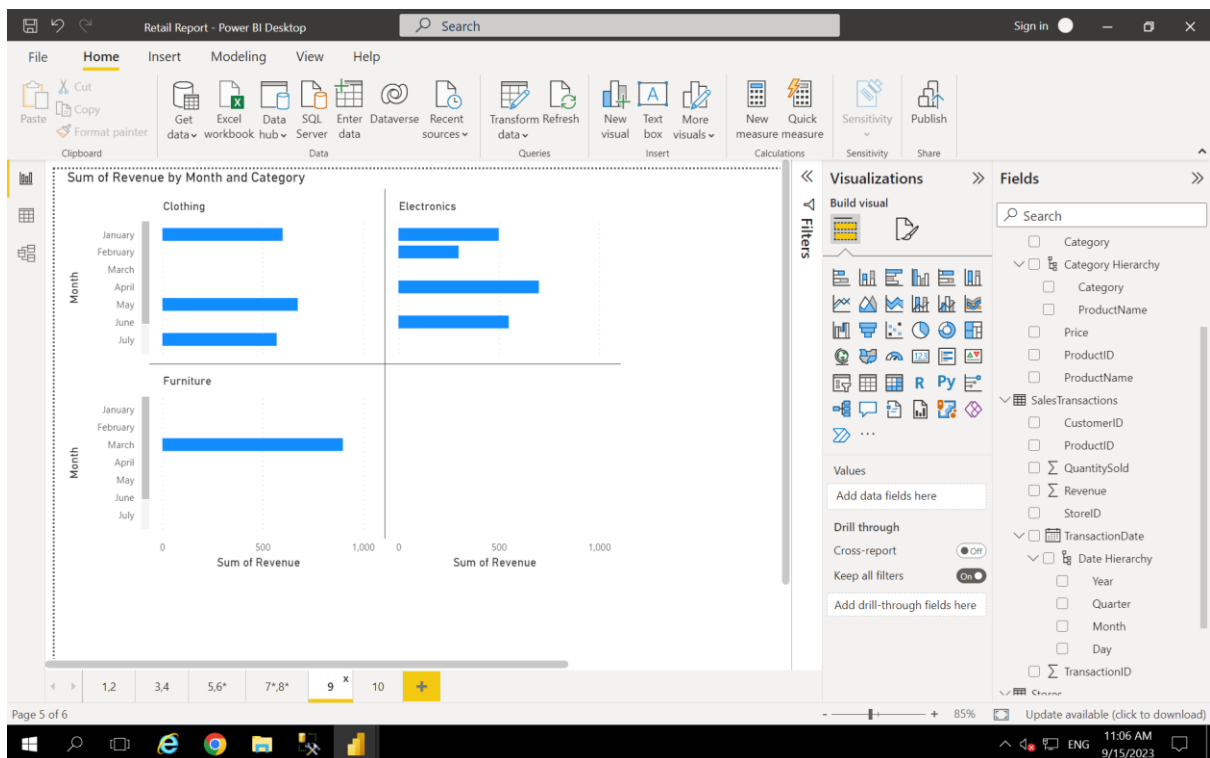 Retail Report - Power BI Desktop
Search
Sign in
File Home Insert Modeling View Help
Paste
Cut
Copy
Format painter
Clipboard
Get data
Excel workbook
Data hub
SQL Server
Enter data
Dataverse
Recent sources
Data
Transform data
Refresh
Queries
New visual
Text box
More visuals
Insert
New measure
Quick measure
Calculations
Sensitivity
Sensitivity
Publish
Share
Sum of Revenue by Month and Category
Clothing
Electronics
Month
January
February
March
April
May
June
July
Furniture
Month
January
February
March
April
May
June
July
0 500 1,000 0 500 1,000
Sum of Revenue Sum of Revenue
Filters
Visualizations
Build visual
123
R Py
Values
Add data fields here
Drill through
Cross-report Off
Keep all filters On
Add drill-through fields here
Fields
Search
Category
Category Hierarchy
Category
ProductName
Price
ProductID
ProductName
SalesTransactions
CustomerID
ProductID
QuantitySold
Revenue
StoreID
TransactionDate
Date Hierarchy
Year
Quarter
Month
Day
TransactionID
Stores
1,2 3,4 5,6* 7*,8* 9 x 10 +
Page 5 of 6
- + 85%
Update available (click to download)
ENG
11:06 AM
9/15/2023